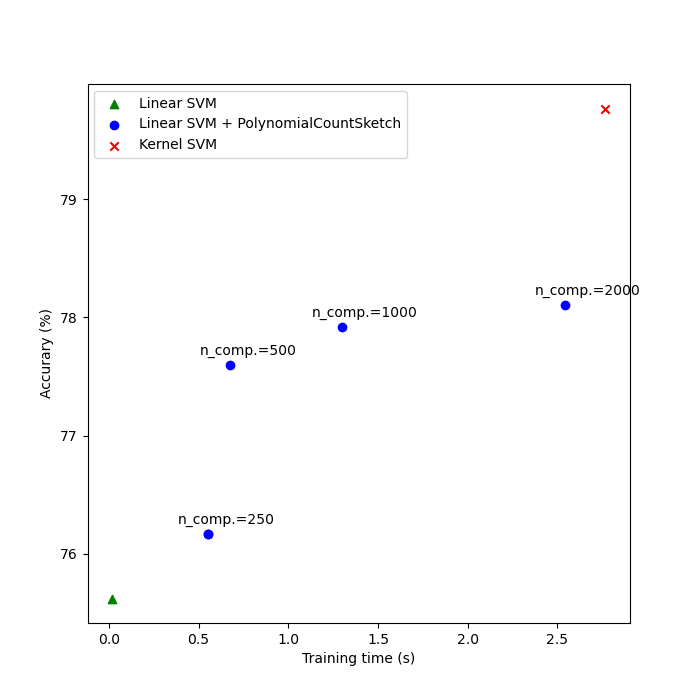 Linear SVM
Linear SVM + PolynomialCountSketch
Kernel SVM
79
n_comp.=2000
n_comp.=1000
78
n_comp.=500
Accurary (%)
77
n_comp.=250
76
0.0 0.5 1.0 1.5 2.0 2.5
Training time (s)